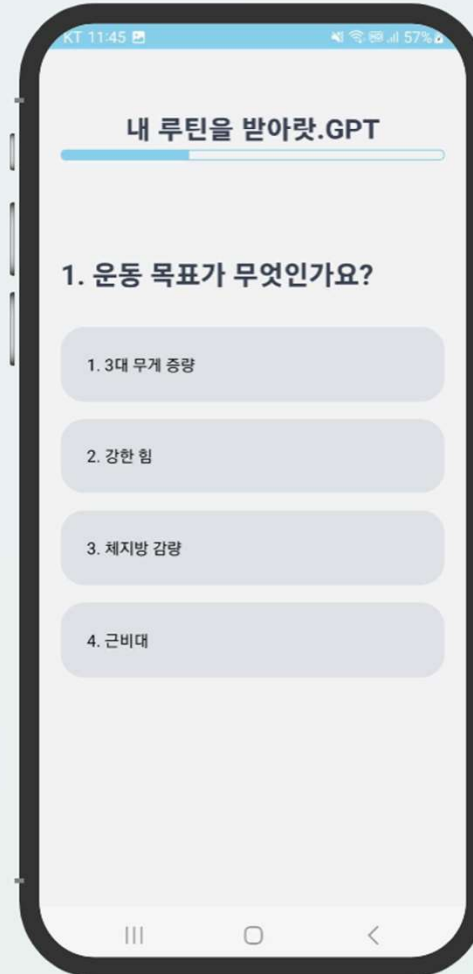 KT 11:45
57%
내 루틴을 받아랏.GPT
1. 운동 목표가 무엇인가요?
1. 3대 무게 증량
2. 강한 힘
3. 체지방 감량
4. 근비대